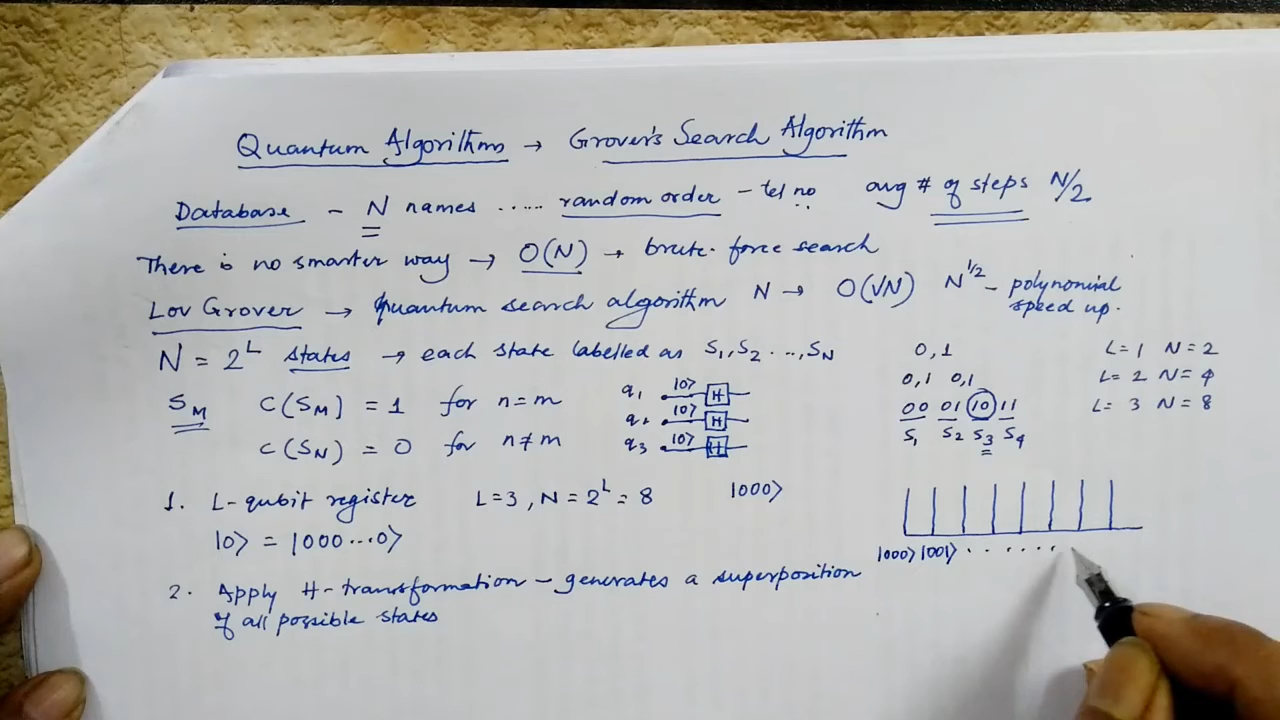 Quantum Algorithms → Grover's Search Algorithm
Database - N names ..... random order - tel no.. avg # of steps N/2
There is no smarter way → O(N) → brute-force search
Lov Grover → Quantum search algorithm N → O(√N) N^1/2 - polynomial speed up.
N = 2^L states → each state labelled as S1, S2 ..., SN
0, 1 L=1 N=2
0,1 0,1 L=2 N=4
00 01 10 11 L=3 N=8
S1 S2 S3 S4
SM C(SM) = 1 for n=m
C(SN) = 0 for n≠m
q1 |0> H
q2 |0> H
q3 |0> H
1. L-qubit register L=3, N=2^L=8 |000>
|0> = |000...0>
|000> |001> . . . . . .
2. Apply H-transformation - generates a superposition
of all possible states